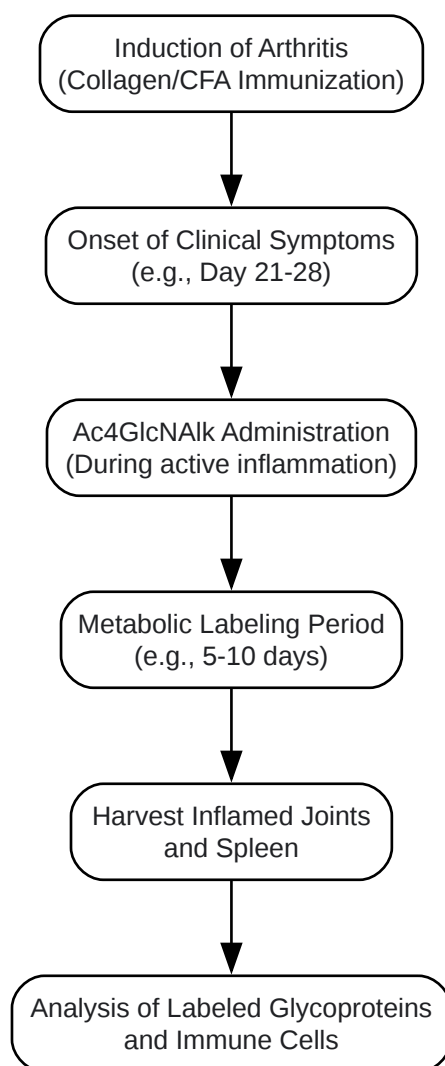 Induction of Arthritis
(Collagen/CFA Immunization)
Onset of Clinical Symptoms
(e.g., Day 21-28)
Ac4GlcNAlk Administration
(During active inflammation)
Metabolic Labeling Period
(e.g., 5-10 days)
Harvest Inflamed Joints
and Spleen
Analysis of Labeled Glycoproteins
and Immune Cells